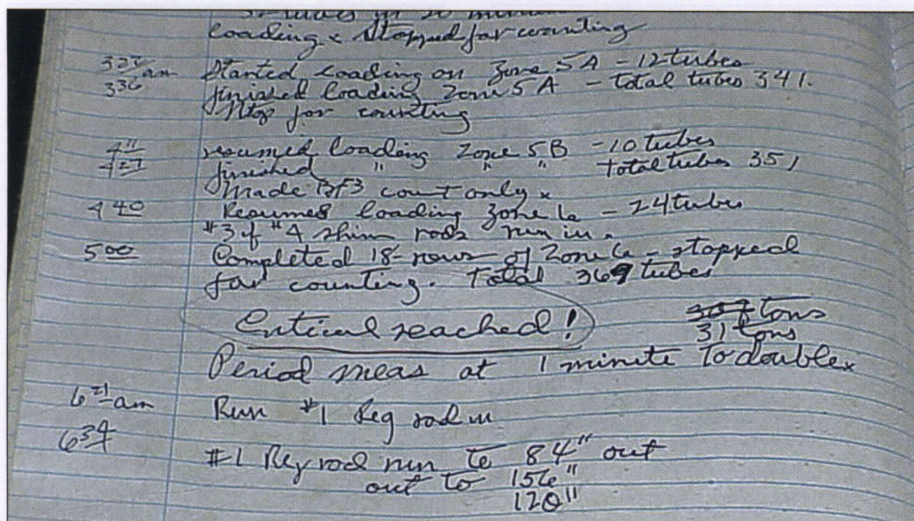 loading & stopped for counting
327 am Started loading on Zone 5A - 12 tubes
336 finished loading Zone 5A - total tubes 341.
Stop for counting
411 resumed loading Zone 5B - 10 tubes
427 finished " " " Total tubes 351
Made BF3 count only x
440 Resumed loading Zone 6 - 24 tubes
#3 & #4 shim rods run in.
500 Completed 18 - rows of Zone 6 - stopped
for counting. Total 369 tubes
Critical reached! tons
31 tons
Period meas at 1 minute to double x
621 am Run #1 Reg rod in
634
#1 Reg rod run to 84" out
out to 156"
120"